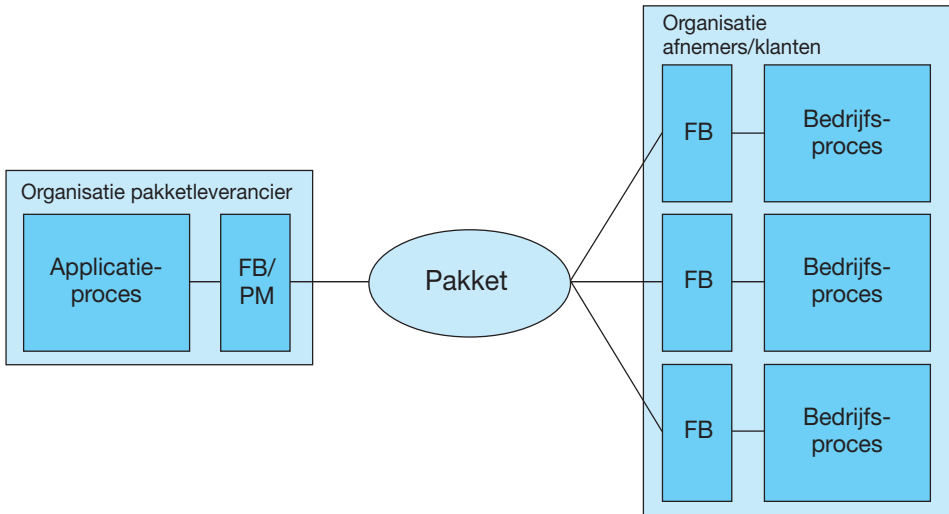 Organisatie pakketleverancier
Applicatie-
proces
FB/
PM
Pakket
Organisatie
afnemers/klanten
FB
Bedrijfs-
proces
FB
Bedrijfs-
proces
FB
Bedrijfs-
proces